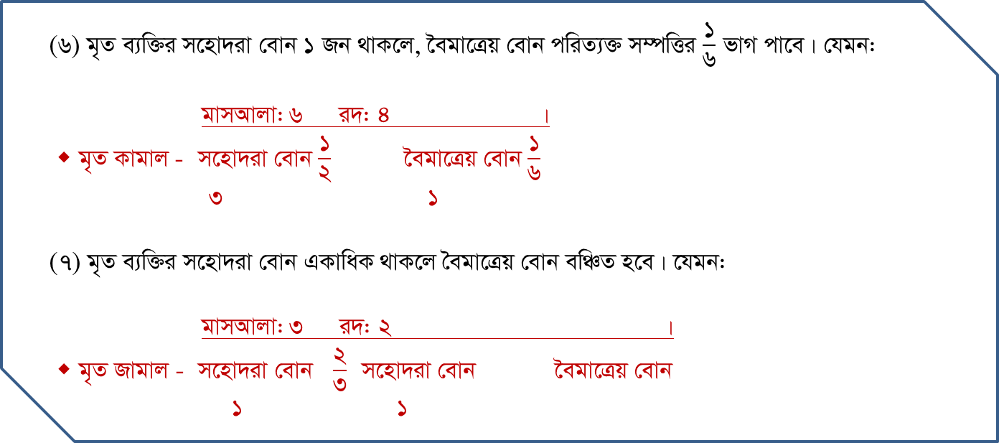 (৬) মৃত ব্যক্তির সহোদরা বোন ১ জন থাকলে, বৈমাত্রেয় বোন পরিত্যক্ত সম্পত্তির ১/৬ ভাগ পাবে। যেমন:
মাসআলা: ৬ রদ: ৪ ।
◆ মৃত কামাল - সহোদরা বোন ১/২ বৈমাত্রেয় বোন ১/৬
৩ ১
(৭) মৃত ব্যক্তির সহোদরা বোন একাধিক থাকলে বৈমাত্রেয় বোন বঞ্চিত হবে। যেমন:
মাসআলা: ৩ রদ: ২ ।
◆ মৃত জামাল - সহোদরা বোন ২/৩ সহোদরা বোন বৈমাত্রেয় বোন
১ ১